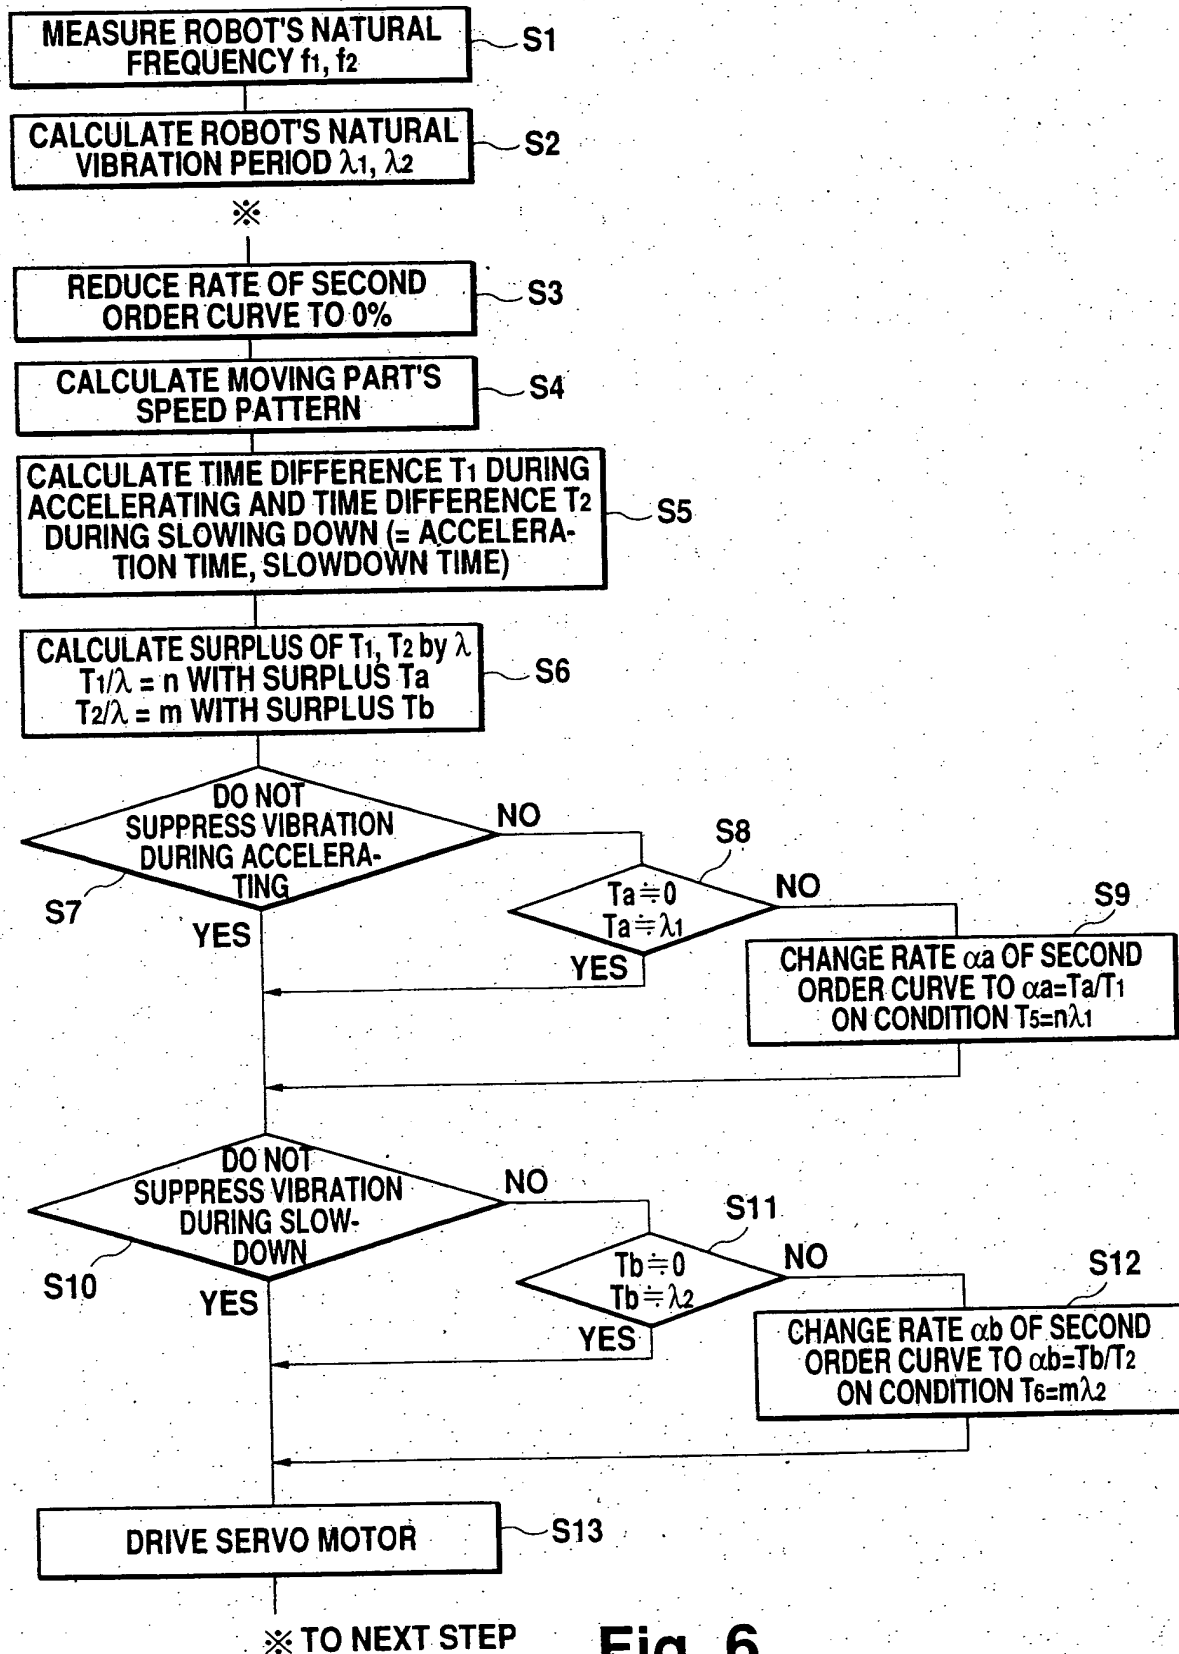 MEASURE ROBOT'S NATURAL
FREQUENCY f1, f2
S1
CALCULATE ROBOT'S NATURAL
VIBRATION PERIOD λ1, λ2
S2
※
REDUCE RATE OF SECOND
ORDER CURVE TO 0%
S3
CALCULATE MOVING PART'S
SPEED PATTERN
S4
CALCULATE TIME DIFFERENCE T1 DURING
ACCELERATING AND TIME DIFFERENCE T2
DURING SLOWING DOWN (= ACCELERA-
TION TIME, SLOWDOWN TIME)
S5
CALCULATE SURPLUS OF T1, T2 by λ
T1/λ = n WITH SURPLUS Ta
T2/λ = m WITH SURPLUS Tb
S6
DO NOT
SUPPRESS VIBRATION
DURING ACCELERA-
TING
S7
NO
YES
S8
Ta≒0
Ta≒λ1
NO
YES
S9
CHANGE RATE αa OF SECOND
ORDER CURVE TO αa=Ta/T1
ON CONDITION T5=nλ1
DO NOT
SUPPRESS VIBRATION
DURING SLOW-
DOWN
S10
NO
YES
S11
Tb≒0
Tb≒λ2
NO
YES
S12
CHANGE RATE αb OF SECOND
ORDER CURVE TO αb=Tb/T2
ON CONDITION T6=mλ2
DRIVE SERVO MOTOR
S13
※ TO NEXT STEP
Fig. 6